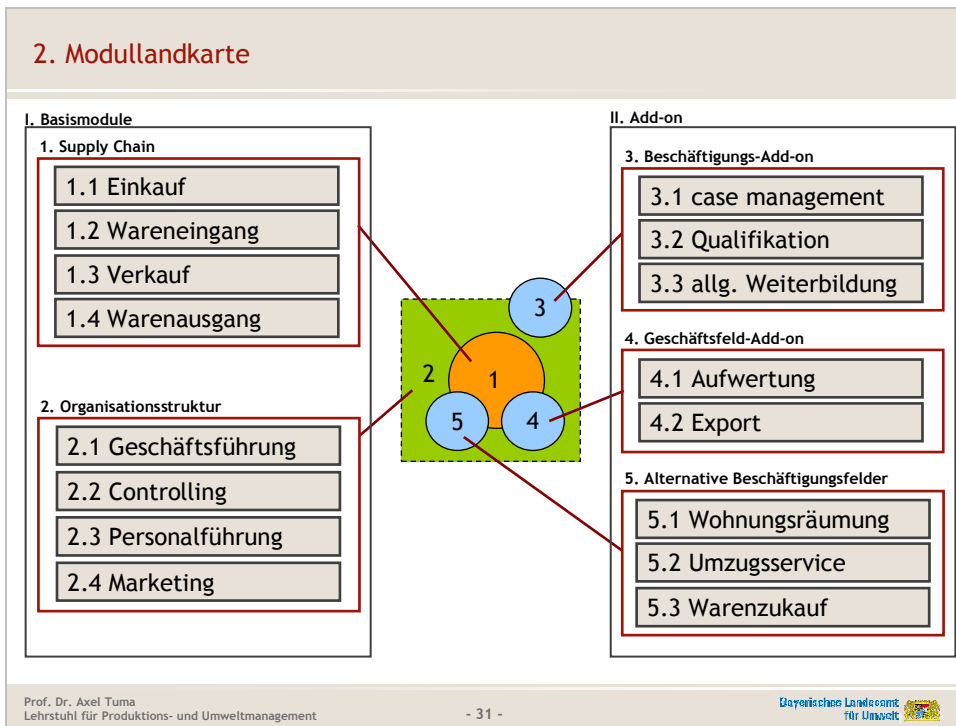 2. Modullandkarte
I. Basismodule
1. Supply Chain
1.1 Einkauf
1.2 Wareneingang
1.3 Verkauf
1.4 Warenausgang
2. Organisationsstruktur
2.1 Geschäftsführung
2.2 Controlling
2.3 Personalführung
2.4 Marketing
3
2
1
5
4
II. Add-on
3. Beschäftigungs-Add-on
3.1 case management
3.2 Qualifikation
3.3 allg. Weiterbildung
4. Geschäftsfeld-Add-on
4.1 Aufwertung
4.2 Export
5. Alternative Beschäftigungsfelder
5.1 Wohnungsräumung
5.2 Umzugsservice
5.3 Warenzukauf
Prof. Dr. Axel Tuma
Lehrstuhl für Produktions- und Umweltmanagement
- 31 -
Bayerisches Landesamt
für Umwelt